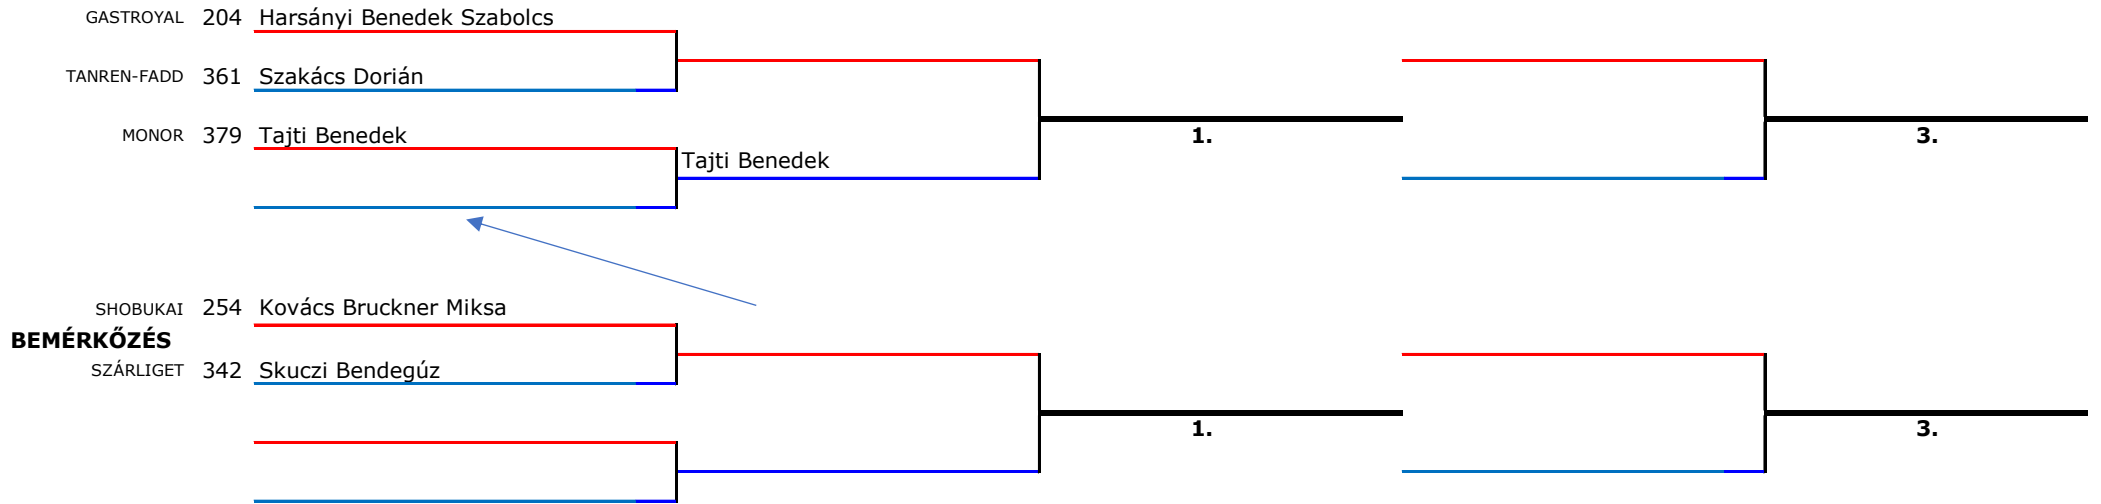 GASTROYAL 204 Harsányi Benedek Szabolcs
TANREN-FADD 361 Szakács Dorián
MONOR 379 Tajti Benedek
1.
3.
Tajti Benedek
SHOBUKAI 254 Kovács Bruckner Miksa
BEMÉRKŐZÉS
SZÁRLIGET 342 Skuczi Bendegúz
1.
3.